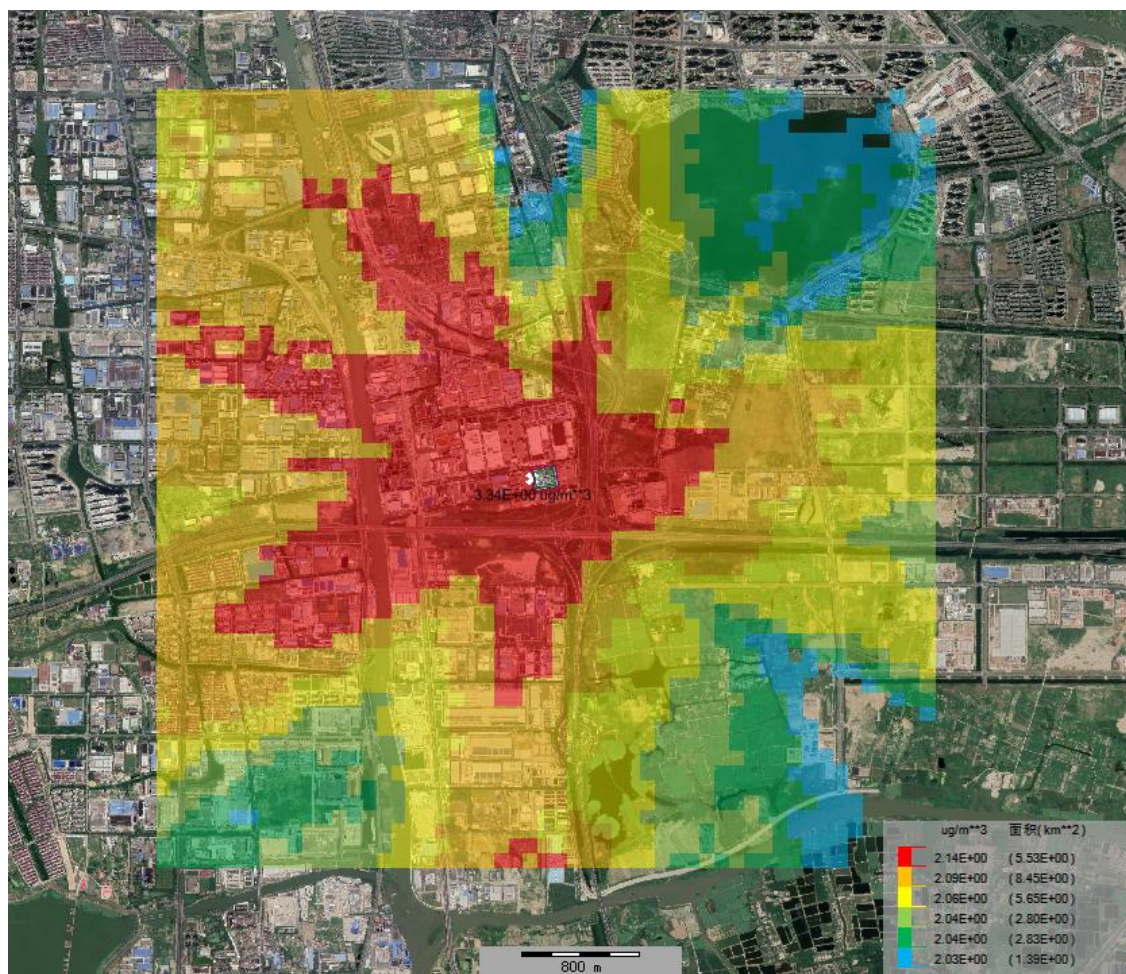 3.34E+00 ug/m**3
ug/m**3 面积(km**2)
2.14E+00 (5.53E+00)
2.09E+00 (8.45E+00)
2.06E+00 (5.65E+00)
2.04E+00 (2.80E+00)
2.04E+00 (2.83E+00)
2.03E+00 (1.39E+00)
800 m